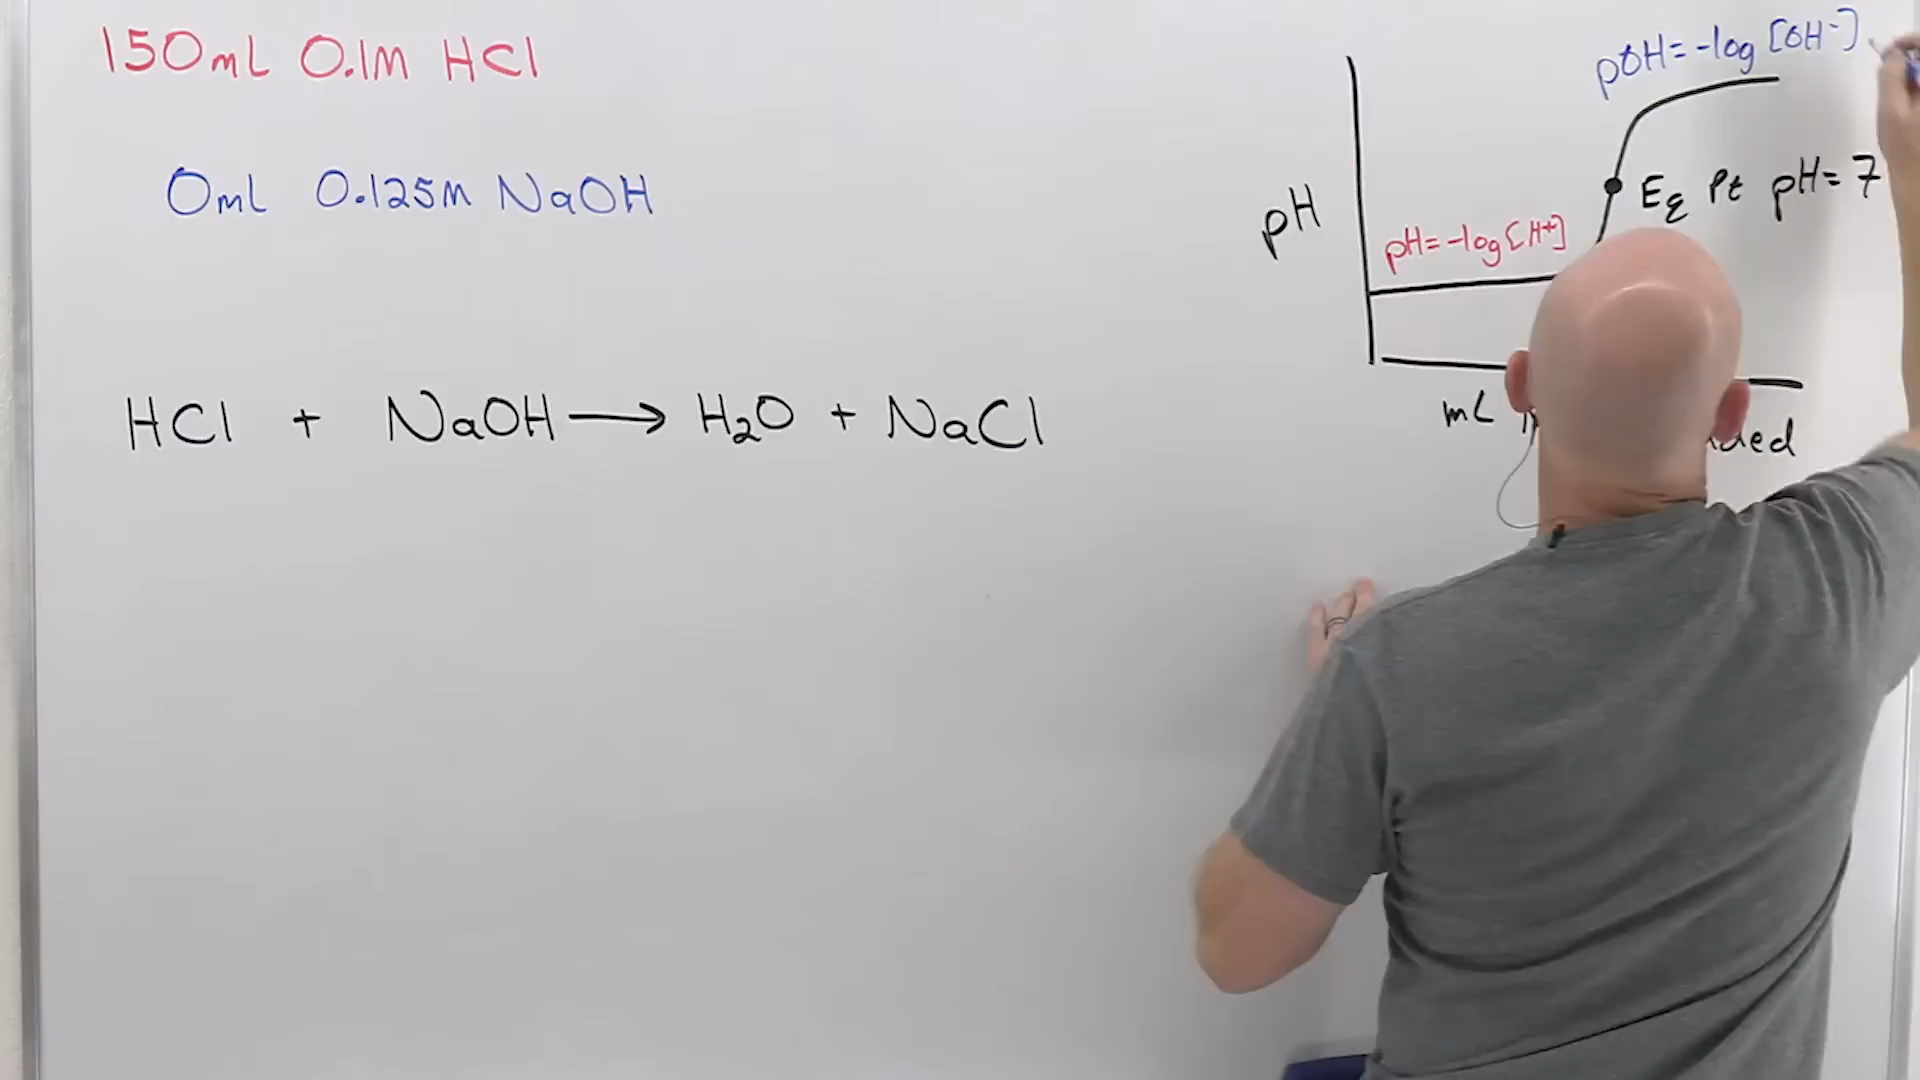 150mL 0.1M HCl
0mL 0.125M NaOH
HCl + NaOH → H₂O + NaCl
pOH = -log [OH⁻]
Eq Pt pH = 7
pH
pH = -log [H⁺]
mL